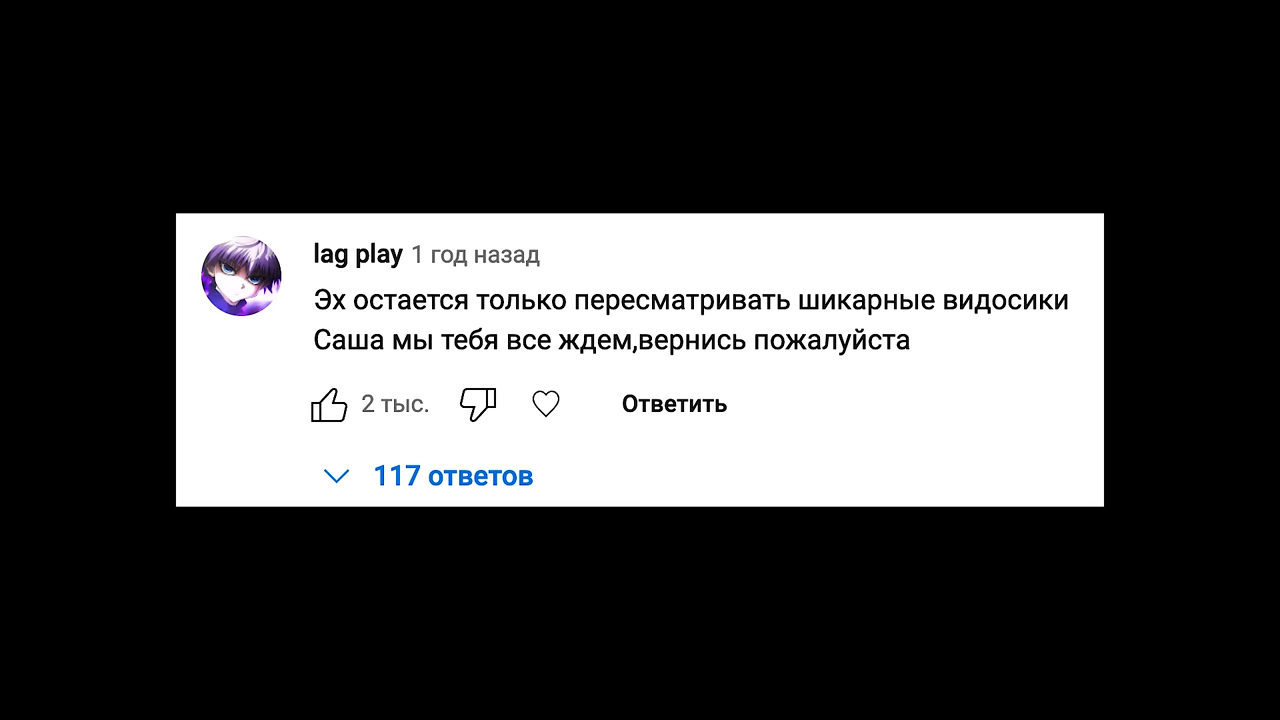 lag play 1 год назад
Эх остается только пересматривать шикарные видосики
Саша мы тебя все ждем,вернись пожалуйста
2 тыс. Ответить
117 ответов